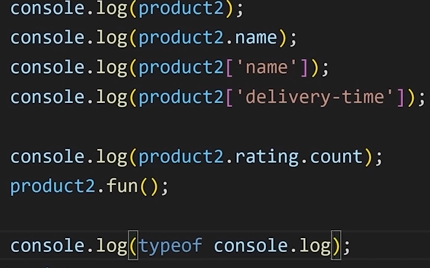 console.log(product2);
console.log(product2.name);
console.log(product2['name']);
console.log(product2['delivery-time']);
console.log(product2.rating.count);
product2.fun();
console.log(typeof console.log);